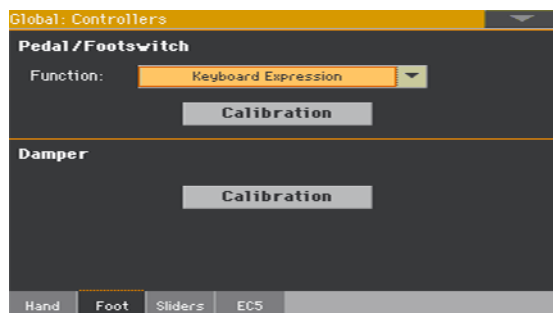 Global: Controllers
Pedal/Footswitch
Function: Keyboard Expression
Calibration
Damper
Calibration
Hand Foot Sliders EC5